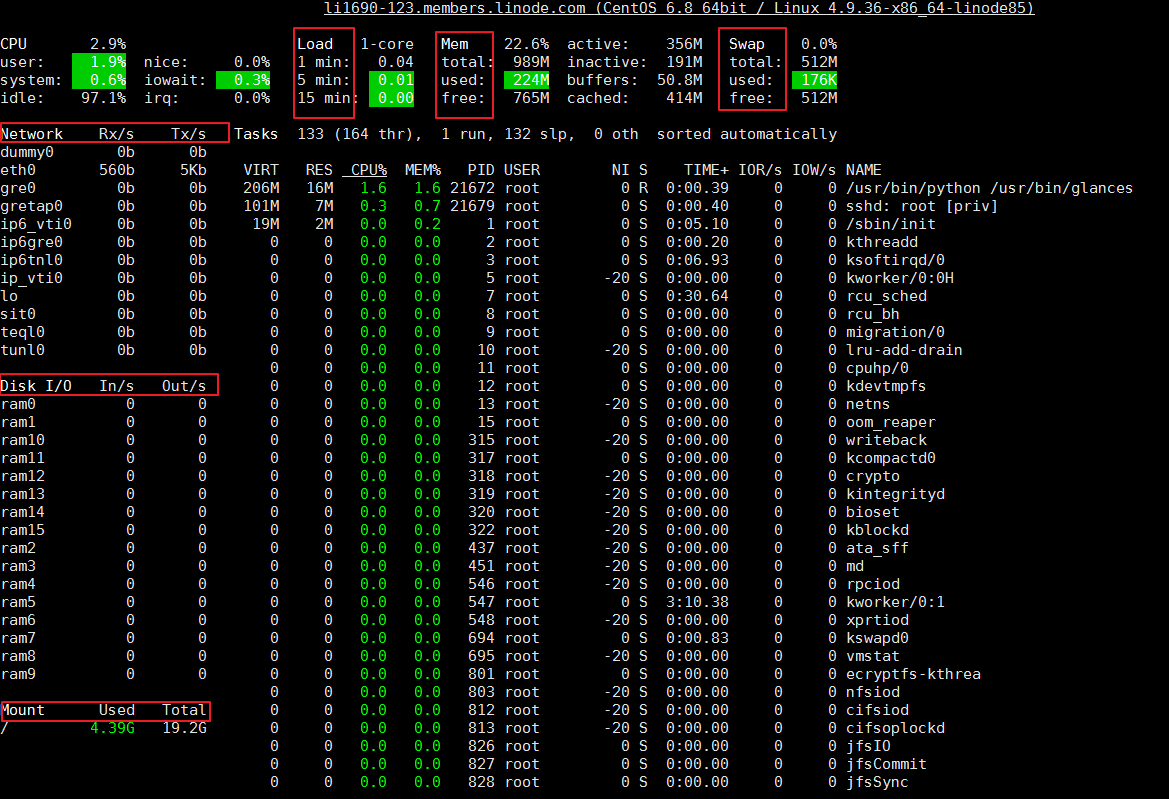 li1690-123.members.linode.com (CentOS 6.8 64bit / Linux 4.9.36-x86_64-linode85)
CPU 2.9% Load 1-core Mem 22.6% active: 356M Swap 0.0%
user: 1.9% nice: 0.0% 1 min: 0.04 total: 989M inactive: 191M total: 512M
system: 0.6% iowait: 0.3% 5 min: 0.01 used: 224M buffers: 50.8M used: 176K
idle: 97.1% irq: 0.0% 15 min: 0.00 free: 765M cached: 414M free: 512M
Network Rx/s Tx/s Tasks 133 (164 thr), 1 run, 132 slp, 0 oth sorted automatically
dummy0 0b 0b
eth0 560b 5Kb VIRT RES CPU% MEM% PID USER NI S TIME+ IOR/s IOW/s NAME
gre0 0b 0b 206M 16M 1.6 1.6 21672 root 0 R 0:00.39 0 0 /usr/bin/python /usr/bin/glances
gretap0 0b 0b 101M 7M 0.3 0.7 21679 root 0 S 0:00.40 0 0 sshd: root [priv]
ip6_vti0 0b 0b 19M 2M 0.0 0.2 1 root 0 S 0:05.10 0 0 /sbin/init
ip6gre0 0b 0b 0 0 0.0 0.0 2 root 0 S 0:00.20 0 0 kthreadd
ip6tnl0 0b 0b 0 0 0.0 0.0 3 root 0 S 0:06.93 0 0 ksoftirqd/0
ip_vti0 0b 0b 0 0 0.0 0.0 5 root -20 S 0:00.00 0 0 kworker/0:0H
lo 0b 0b 0 0 0.0 0.0 7 root 0 S 0:30.64 0 0 rcu_sched
sit0 0b 0b 0 0 0.0 0.0 8 root 0 S 0:00.00 0 0 rcu_bh
teql0 0b 0b 0 0 0.0 0.0 9 root 0 S 0:00.00 0 0 migration/0
tunl0 0b 0b 0 0 0.0 0.0 10 root -20 S 0:00.00 0 0 lru-add-drain
0 0 0.0 0.0 11 root 0 S 0:00.00 0 0 cpuhp/0
Disk I/O In/s Out/s 0 0 0.0 0.0 12 root 0 S 0:00.00 0 0 kdevtmpfs
ram0 0 0 0 0 0.0 0.0 13 root -20 S 0:00.00 0 0 netns
ram1 0 0 0 0 0.0 0.0 15 root 0 S 0:00.00 0 0 oom_reaper
ram10 0 0 0 0 0.0 0.0 315 root -20 S 0:00.00 0 0 writeback
ram11 0 0 0 0 0.0 0.0 317 root 0 S 0:00.00 0 0 kcompactd0
ram12 0 0 0 0 0.0 0.0 318 root -20 S 0:00.00 0 0 crypto
ram13 0 0 0 0 0.0 0.0 319 root -20 S 0:00.00 0 0 kintegrityd
ram14 0 0 0 0 0.0 0.0 320 root -20 S 0:00.00 0 0 bioset
ram15 0 0 0 0 0.0 0.0 322 root -20 S 0:00.00 0 0 kblockd
ram2 0 0 0 0 0.0 0.0 437 root -20 S 0:00.00 0 0 ata_sff
ram3 0 0 0 0 0.0 0.0 451 root -20 S 0:00.00 0 0 md
ram4 0 0 0 0 0.0 0.0 546 root -20 S 0:00.00 0 0 rpciod
ram5 0 0 0 0 0.0 0.0 547 root 0 S 3:10.38 0 0 kworker/0:1
ram6 0 0 0 0 0.0 0.0 548 root -20 S 0:00.00 0 0 xprtiod
ram7 0 0 0 0 0.0 0.0 694 root 0 S 0:00.83 0 0 kswapd0
ram8 0 0 0 0 0.0 0.0 695 root -20 S 0:00.00 0 0 vmstat
ram9 0 0 0 0 0.0 0.0 801 root 0 S 0:00.00 0 0 ecryptfs-kthrea
0 0 0.0 0.0 803 root -20 S 0:00.00 0 0 nfsiod
Mount Used Total 0 0 0.0 0.0 812 root -20 S 0:00.00 0 0 cifsiod
/ 4.39G 19.2G 0 0 0.0 0.0 813 root -20 S 0:00.00 0 0 cifsoplockd
0 0 0.0 0.0 826 root 0 S 0:00.00 0 0 jfsIO
0 0 0.0 0.0 827 root 0 S 0:00.00 0 0 jfsCommit
0 0 0.0 0.0 828 root 0 S 0:00.00 0 0 jfsSync